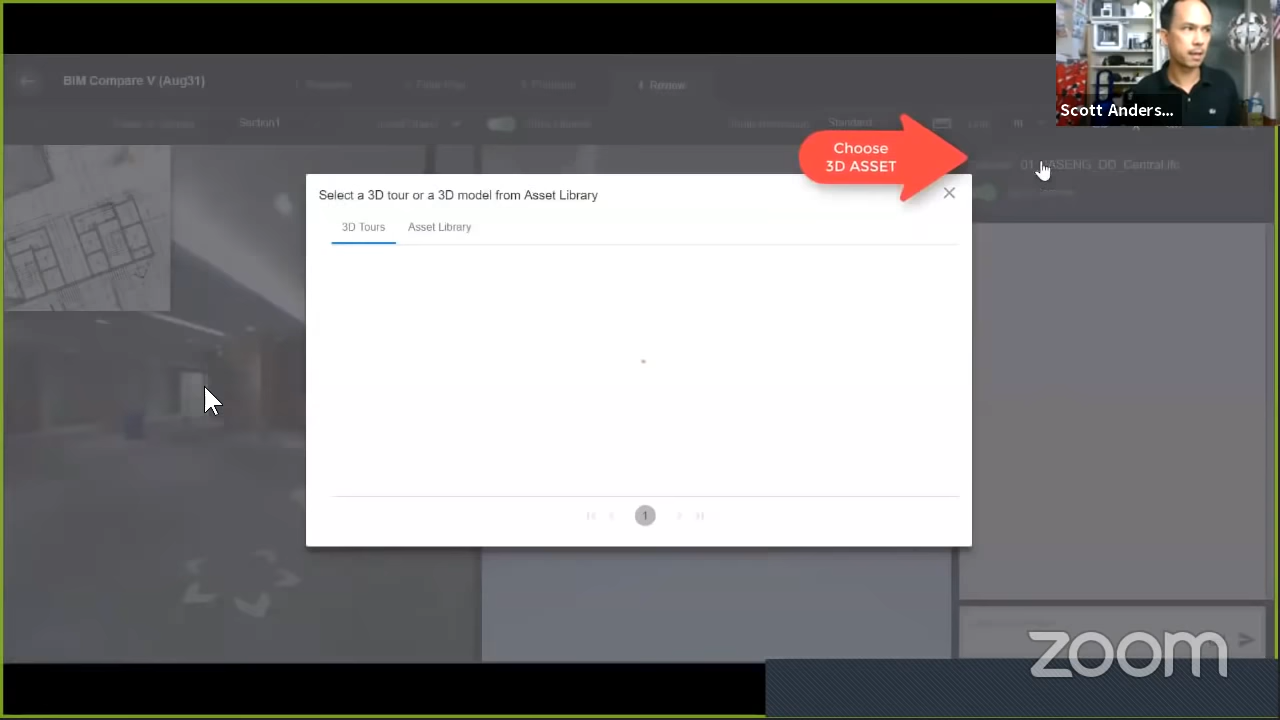 BIM Compare V (Aug31)
Review
Section1
Standard
Choose
3D ASSET
Scott Anders...
Select a 3D tour or a 3D model from Asset Library
3D Tours
Asset Library
1
zoom